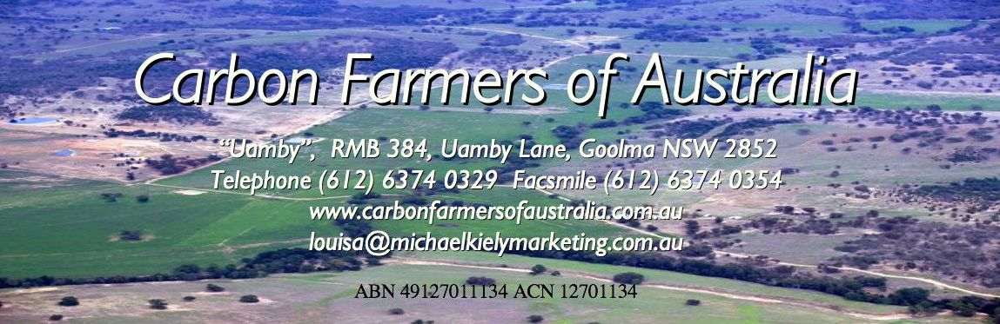 Carbon Farmers of Australia
“Uamby”, RMB 384, Uamby Lane, Goolma NSW 2852
Telephone (612) 6374 0329 Facsmile (612) 6374 0354
www.carbonfarmersofaustralia.com.au
louisa@michaelkielymarketing.com.au
ABN 49127011134 ACN 12701134